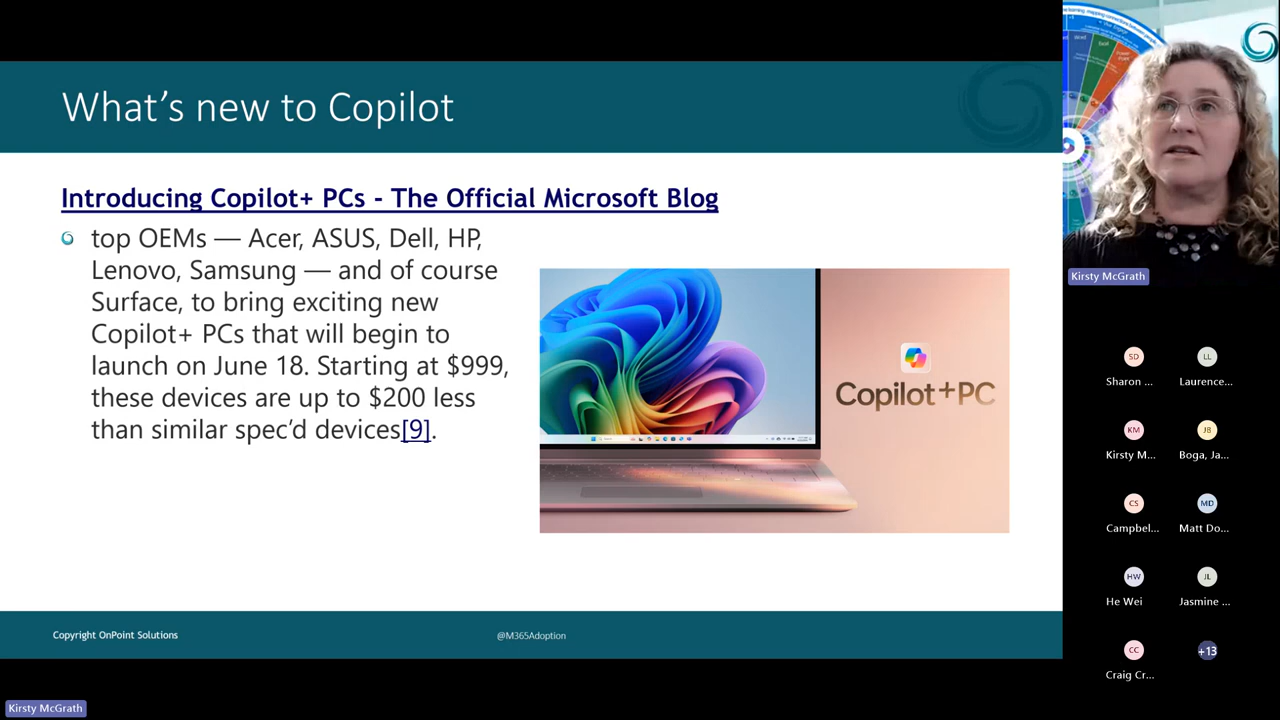 What's new to Copilot
Introducing Copilot+ PCs - The Official Microsoft Blog
top OEMs — Acer, ASUS, Dell, HP,
Lenovo, Samsung — and of course
Surface, to bring exciting new
Copilot+ PCs that will begin to
launch on June 18. Starting at $999,
these devices are up to $200 less
than similar spec'd devices[9].
Copilot+PC
Copyright OnPoint Solutions
@M365Adoption
Kirsty McGrath
Kirsty McGrath
SD
LL
Sharon ...
Laurence...
KM
JB
Kirsty M...
Boga, Ja...
CS
MD
Campbel...
Matt Do...
HW
JL
He Wei
Jasmine ...
CC
+13
Craig Cr...